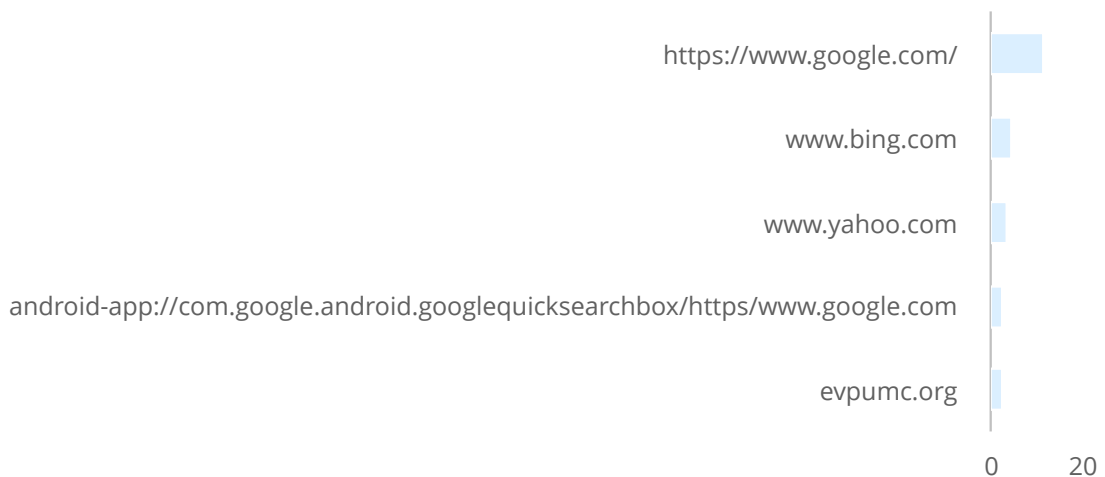 https://www.google.com/
www.bing.com
www.yahoo.com
android-app://com.google.android.googlequicksearchbox/https/www.google.com
evpumc.org
0 20